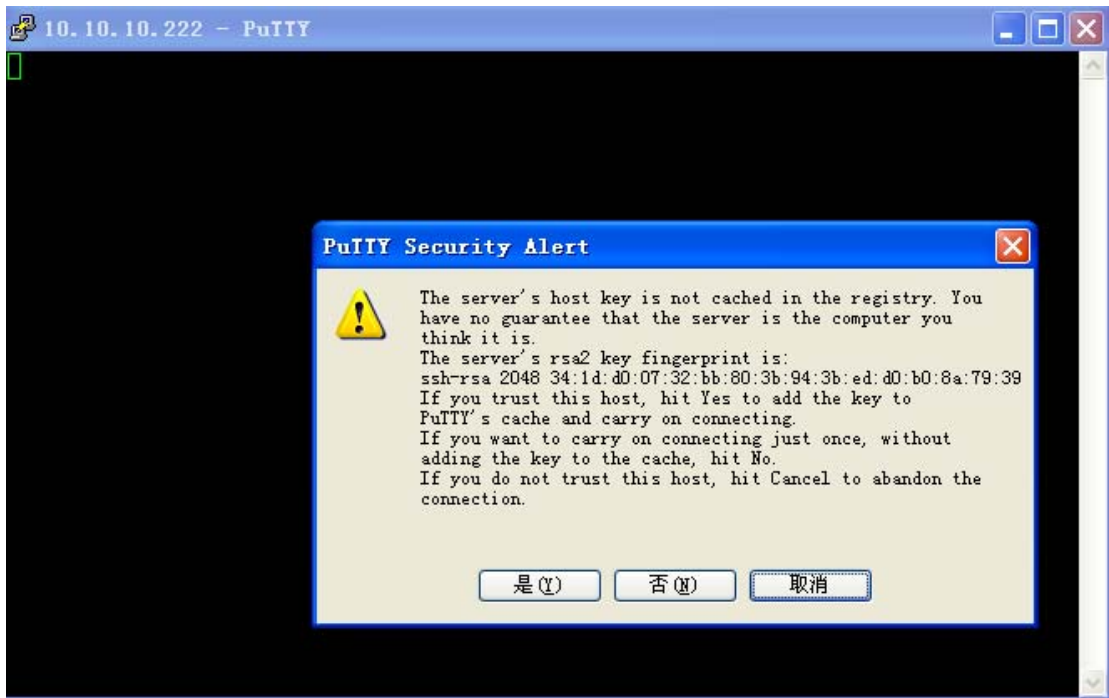 10.10.10.222 - PuTTY
PuTTY Security Alert
The server's host key is not cached in the registry. You
have no guarantee that the server is the computer you
think it is.
The server's rsa2 key fingerprint is:
ssh-rsa 2048 34:1d:d0:07:32:bb:80:3b:94:3b:ed:d0:b0:8a:79:39
If you trust this host, hit Yes to add the key to
PuTTY's cache and carry on connecting.
If you want to carry on connecting just once, without
adding the key to the cache, hit No.
If you do not trust this host, hit Cancel to abandon the
connection.
是(Y) 否(N) 取消